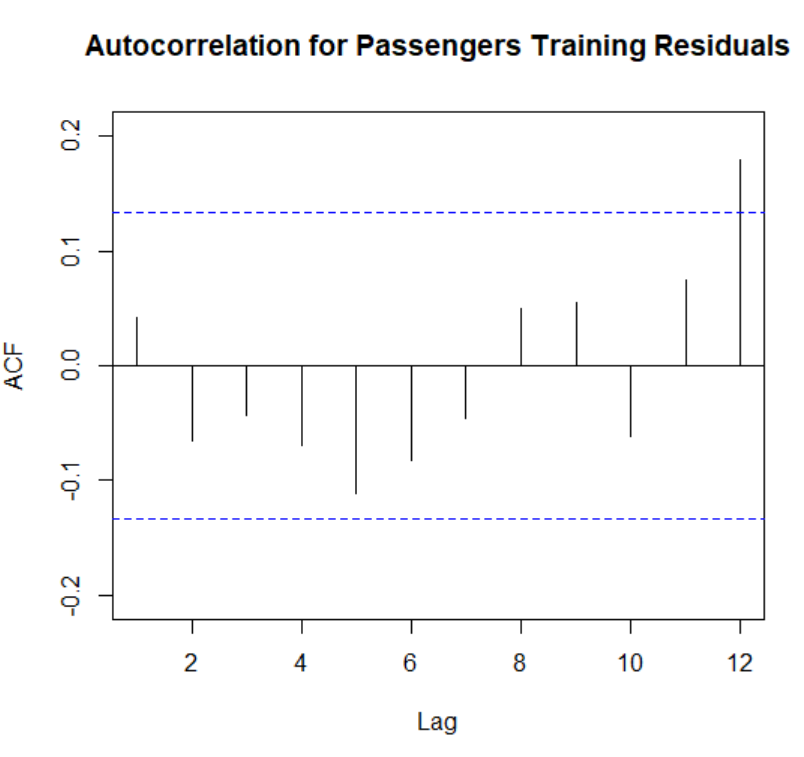 Autocorrelation for Passengers Training Residuals
0.2
0.1
0.0
-0.1
-0.2
ACF
2 4 6 8 10 12
Lag